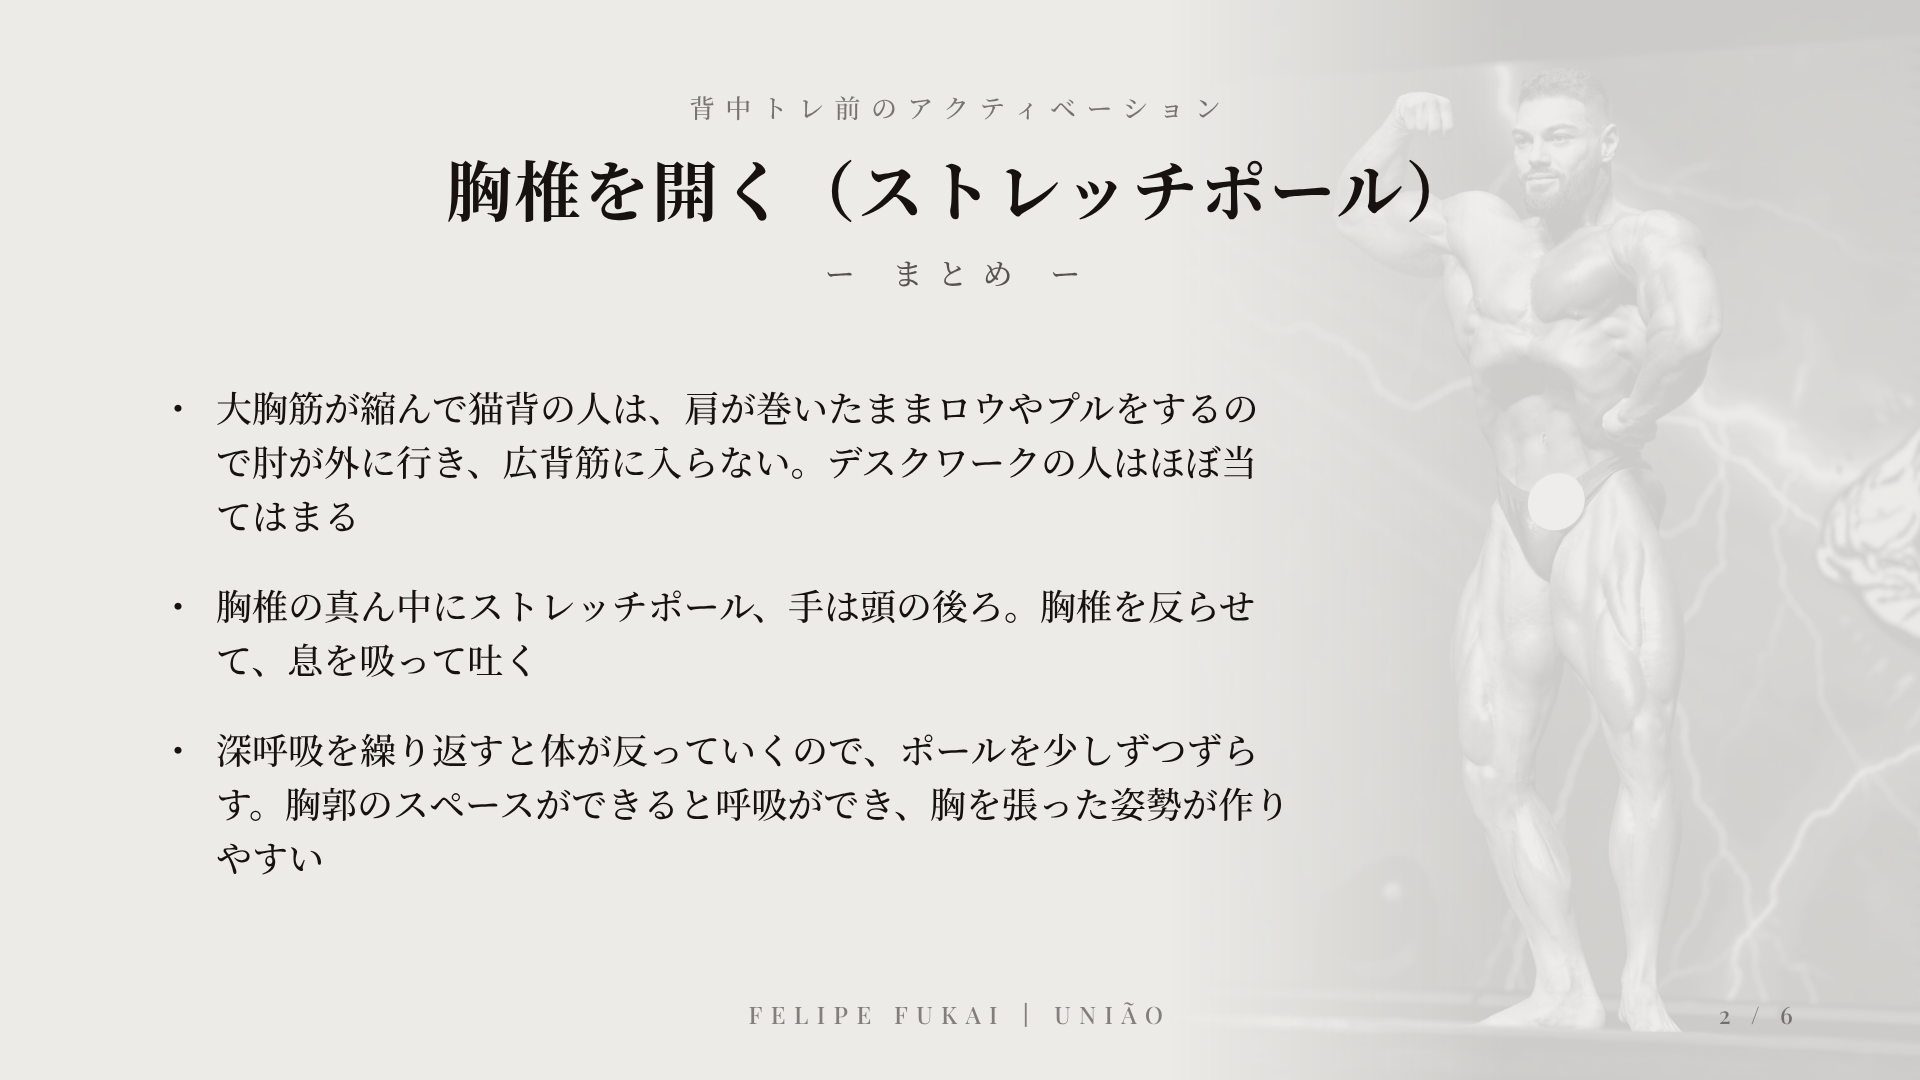 背中トレ前のアクティベーション
胸椎を開く（ストレッチポール）
ー まとめ ー
・ 大胸筋が縮んで猫背の人は、肩が巻いたままロウやプルをするの
で肘が外に行き、広背筋に入らない。デスクワークの人はほぼ当
てはまる
・ 胸椎の真ん中にストレッチポール、手は頭の後ろ。胸椎を反らせ
て、息を吸って吐く
・ 深呼吸を繰り返すと体が反っていくので、ポールを少しずつずら
す。胸郭のスペースができると呼吸ができ、胸を張った姿勢が作り
やすい
FELIPE FUKAI | UNIÃO
2 / 6